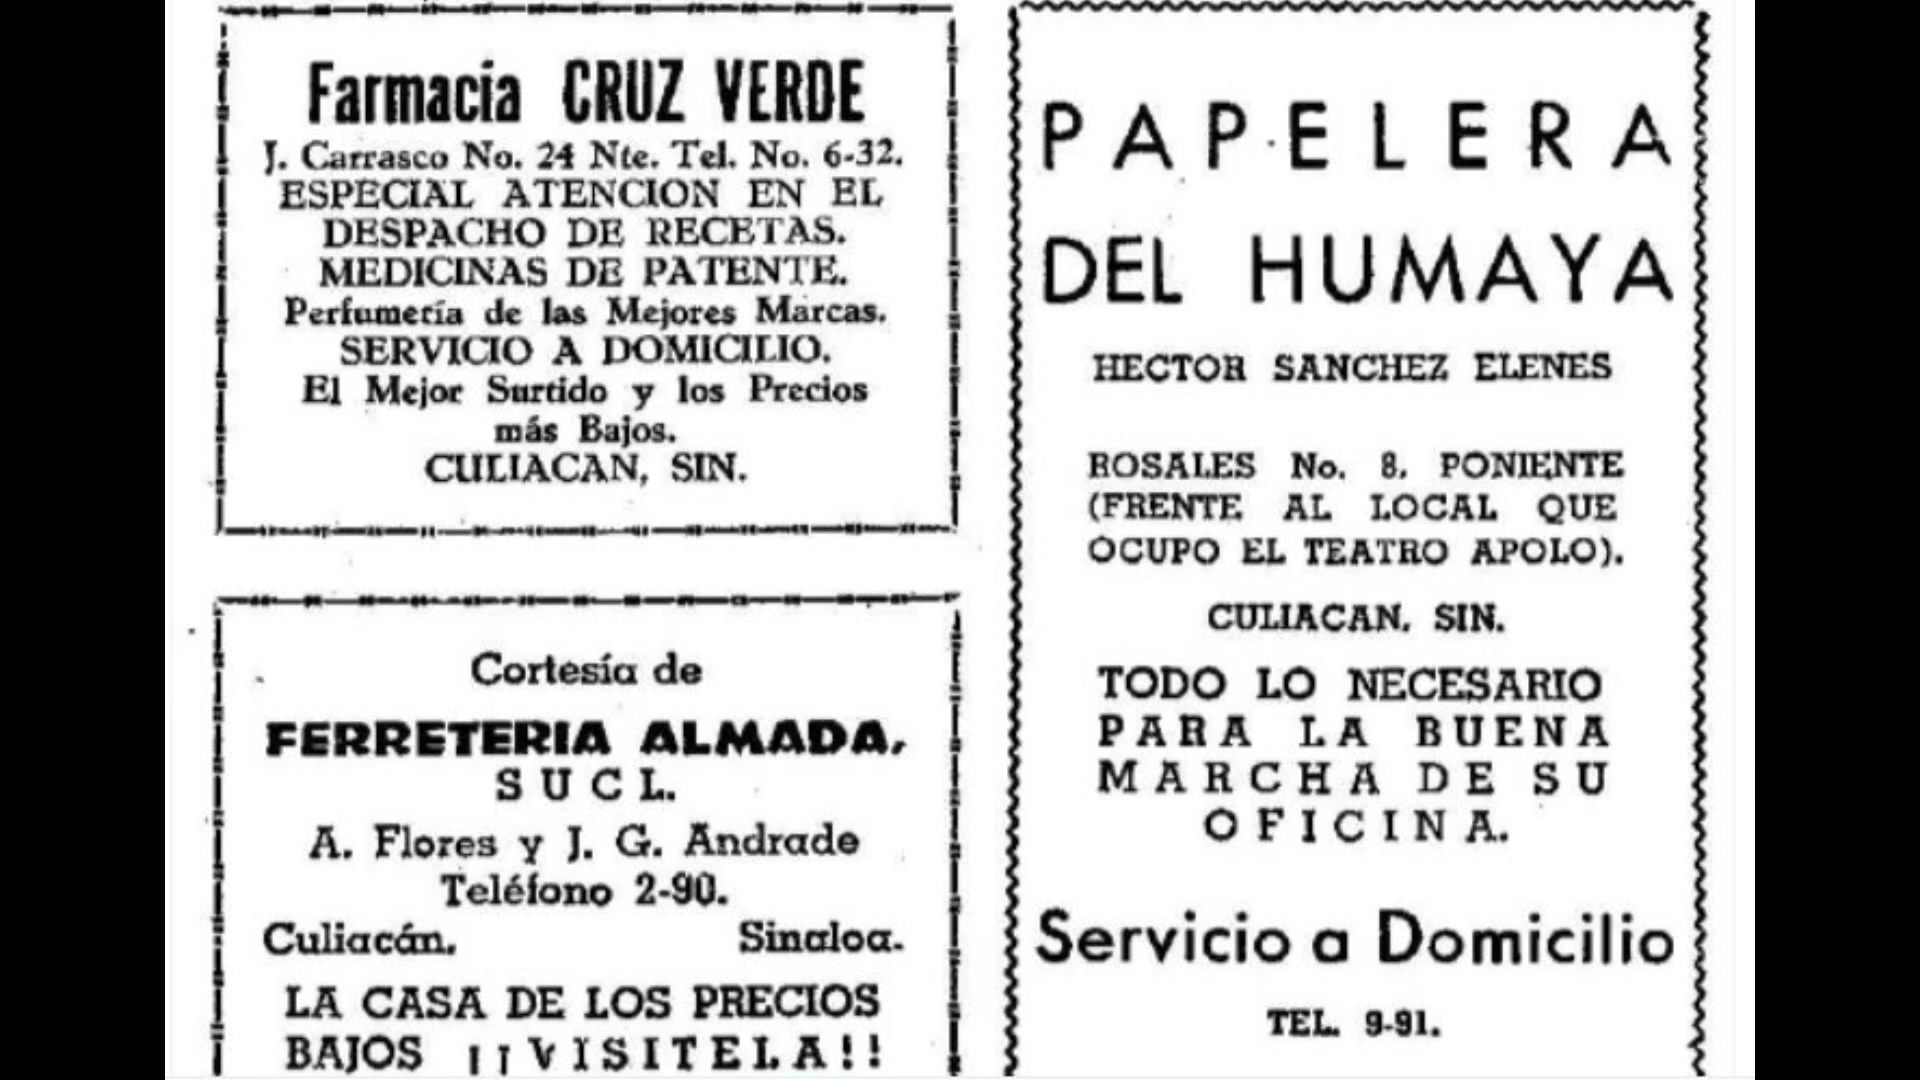 Farmacia CRUZ VERDE
J. Carrasco No. 24 Nte. Tel. No. 6-32.
ESPECIAL ATENCION EN EL
DESPACHO DE RECETAS.
MEDICINAS DE PATENTE.
Perfumería de las Mejores Marcas.
SERVICIO A DOMICILIO.
El Mejor Surtido y los Precios
más Bajos.
CULIACAN, SIN.
Cortesía de
FERRETERIA ALMADA,
SUCL.
A. Flores y J. G. Andrade
Teléfono 2-90.
Culiacán. Sinaloa.
LA CASA DE LOS PRECIOS
BAJOS ¡¡VISITELA!!
PAPELERA
DEL HUMAYA
HECTOR SANCHEZ ELENES
ROSALES No. 8. PONIENTE
(FRENTE AL LOCAL QUE
OCUPO EL TEATRO APOLO).
CULIACAN. SIN.
TODO LO NECESARIO
PARA LA BUENA
MARCHA DE SU
OFICINA.
Servicio a Domicilio
TEL. 9-91.